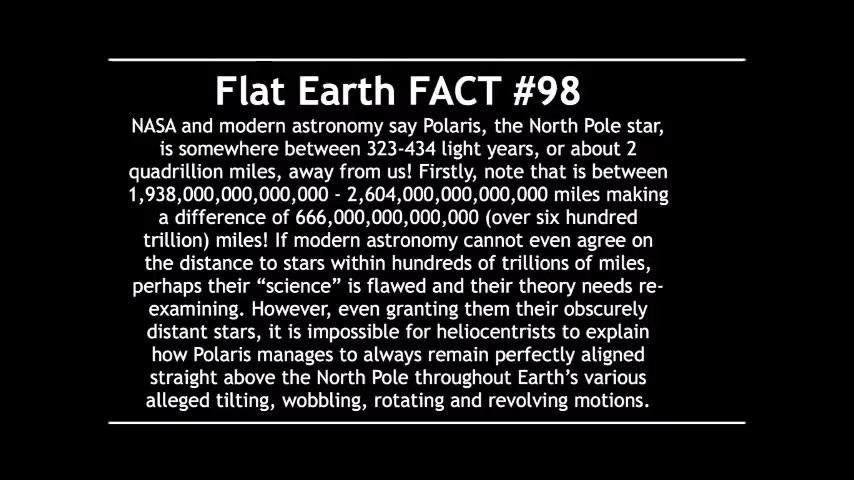 Flat Earth FACT #98
NASA and modern astronomy say Polaris, the North Pole star,
is somewhere between 323-434 light years, or about 2
quadrillion miles, away from us! Firstly, note that is between
1,938,000,000,000,000 - 2,604,000,000,000,000 miles making
a difference of 666,000,000,000,000 (over six hundred
trillion) miles! If modern astronomy cannot even agree on
the distance to stars within hundreds of trillions of miles,
perhaps their “science” is flawed and their theory needs re-
examining. However, even granting them their obscurely
distant stars, it is impossible for heliocentrists to explain
how Polaris manages to always remain perfectly aligned
straight above the North Pole throughout Earth’s various
alleged tilting, wobbling, rotating and revolving motions.